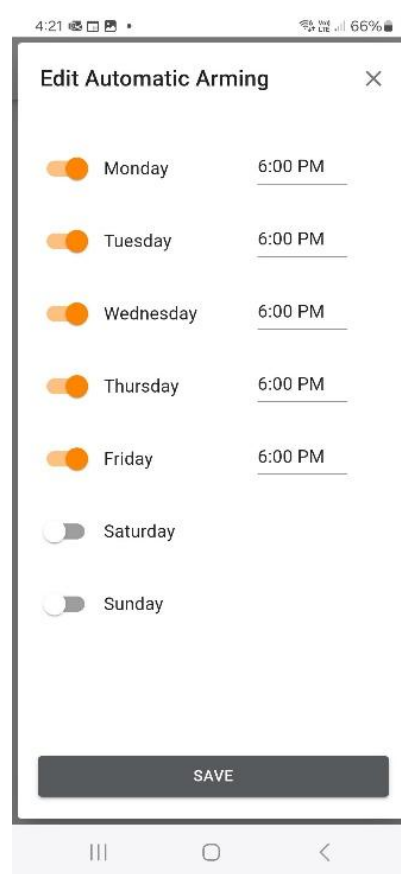 4:21 66%
Edit Automatic Arming
Monday 6:00 PM
Tuesday 6:00 PM
Wednesday 6:00 PM
Thursday 6:00 PM
Friday 6:00 PM
Saturday
Sunday
SAVE